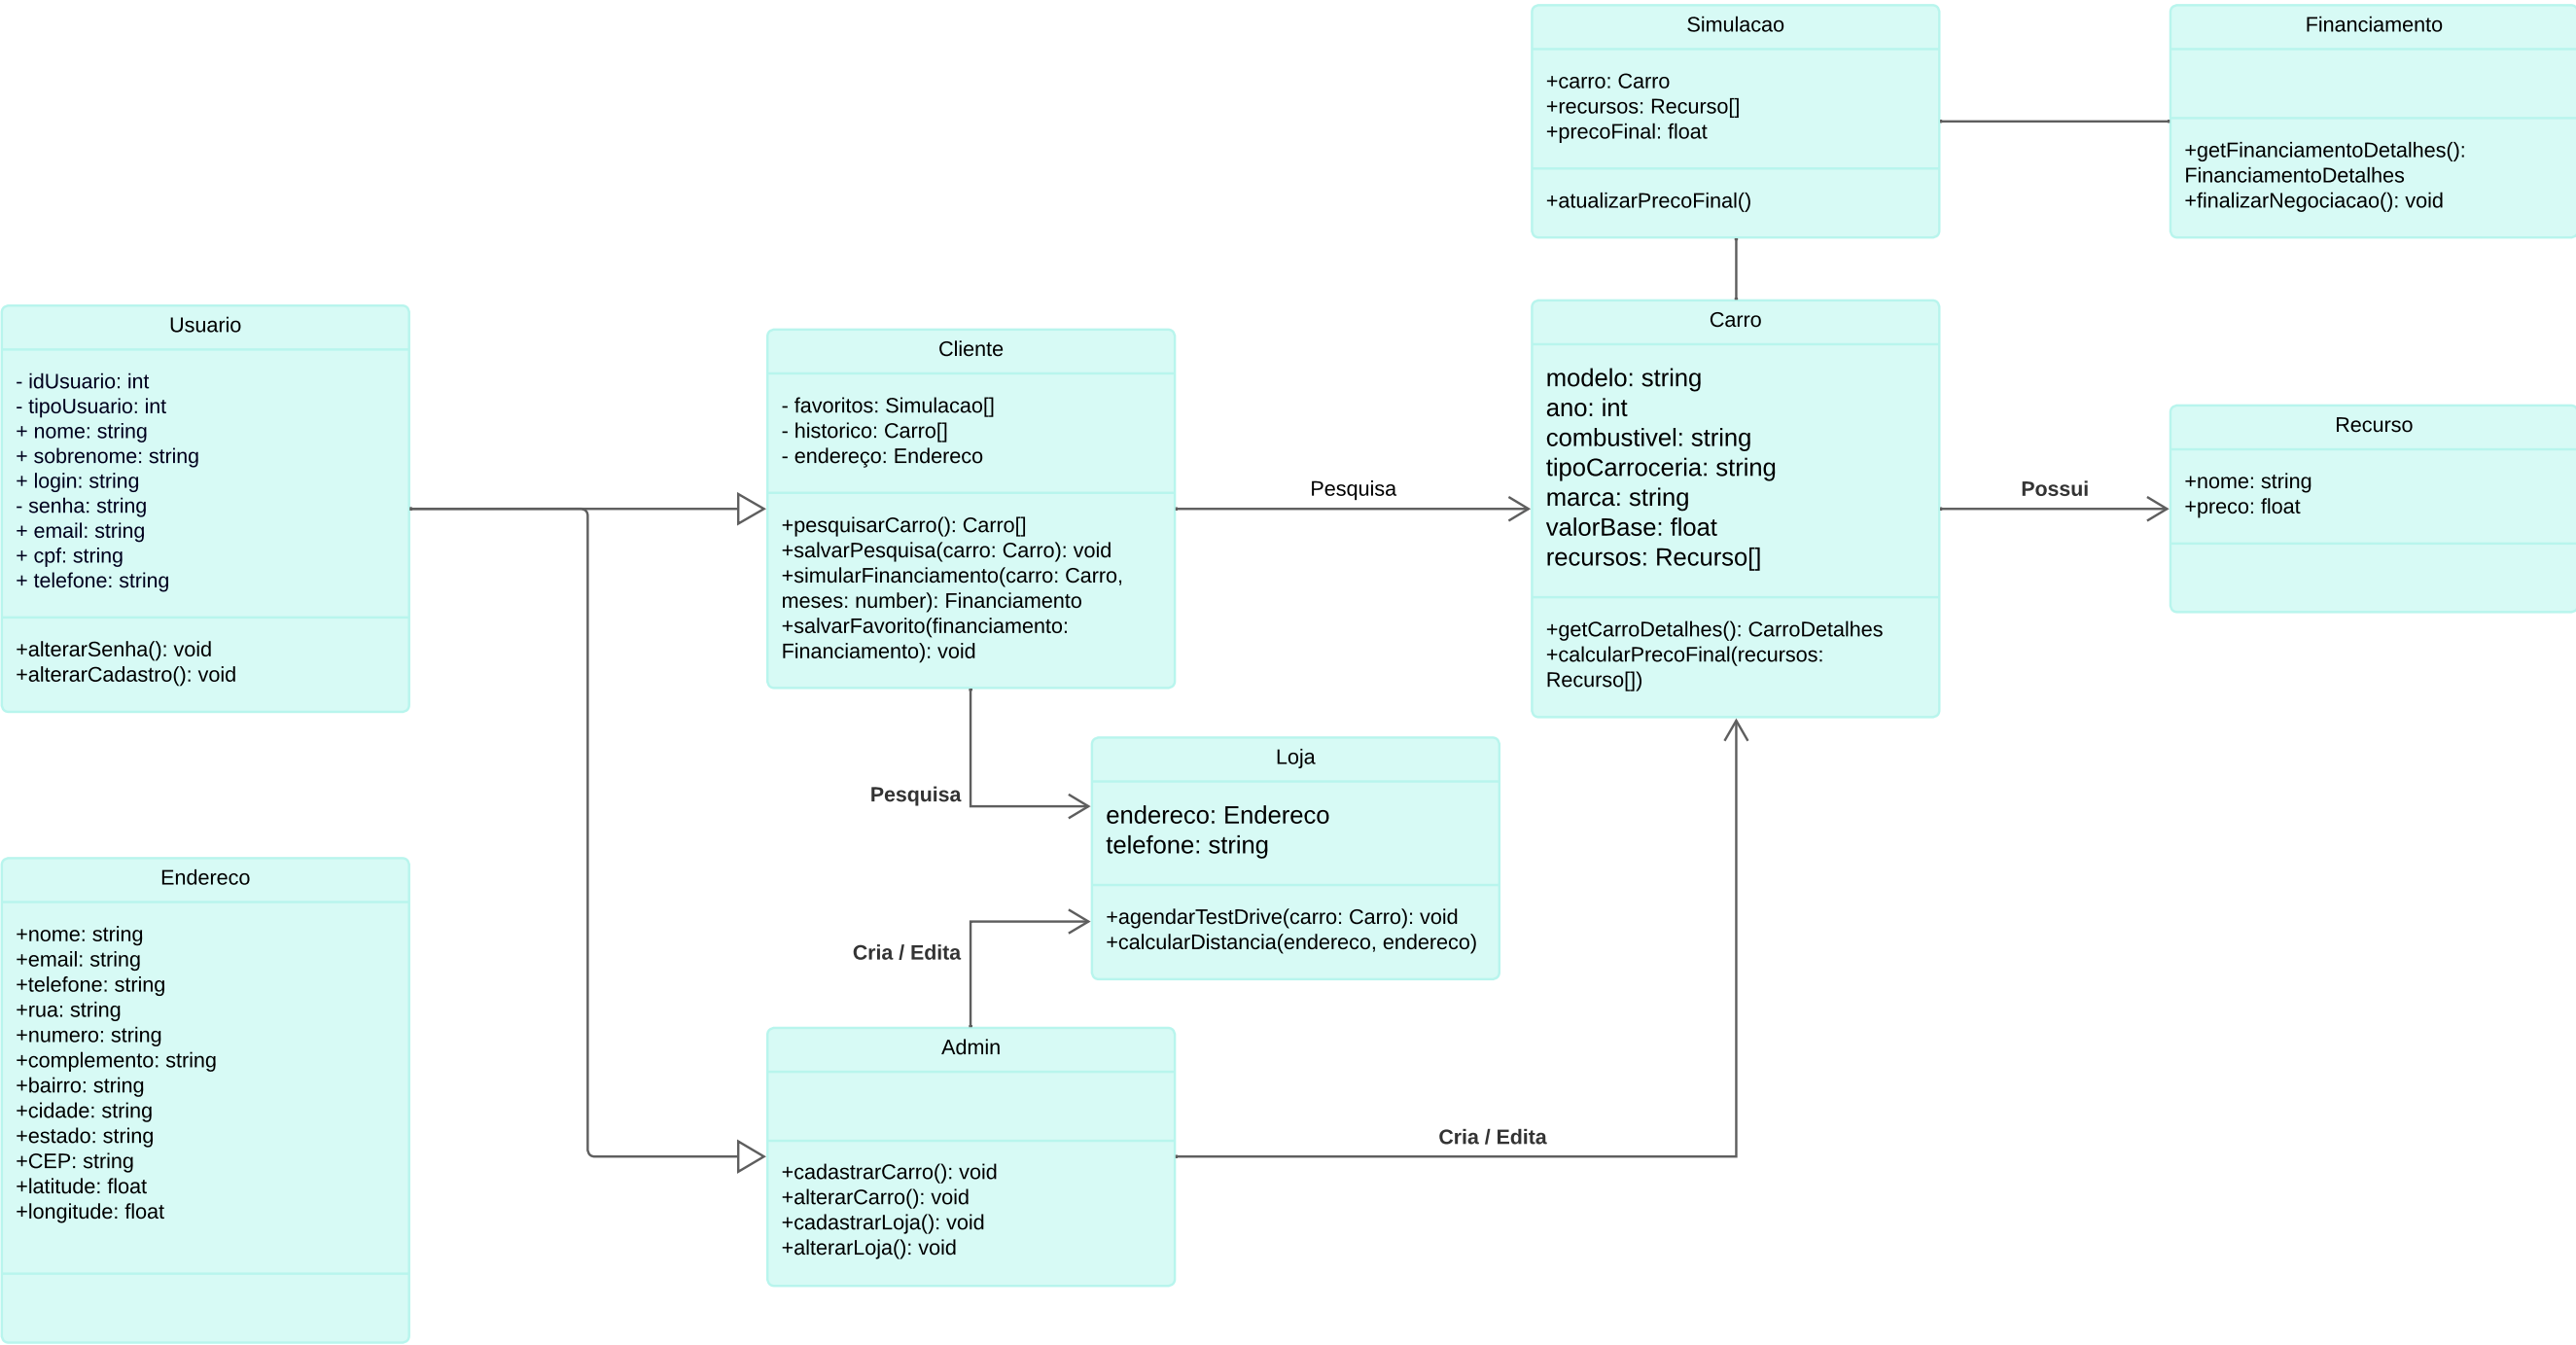 Simulacao
+carro: Carro
+recursos: Recurso[]
+precoFinal: float
+atualizarPrecoFinal()
Financiamento
+getFinanciamentoDetalhes():
FinanciamentoDetalhes
+finalizarNegociacao(): void
Usuario
- idUsuario: int
- tipoUsuario: int
+ nome: string
+ sobrenome: string
+ login: string
- senha: string
+ email: string
+ cpf: string
+ telefone: string
+alterarSenha(): void
+alterarCadastro(): void
Cliente
- favoritos: Simulacao[]
- historico: Carro[]
- endereço: Endereco
+pesquisarCarro(): Carro[]
+salvarPesquisa(carro: Carro): void
+simularFinanciamento(carro: Carro,
meses: number): Financiamento
+salvarFavorito(financiamento:
Financiamento): void
Pesquisa
Carro
modelo: string
ano: int
combustivel: string
tipoCarroceria: string
marca: string
valorBase: float
recursos: Recurso[]
+getCarroDetalhes(): CarroDetalhes
+calcularPrecoFinal(recursos:
Recurso[])
Possui
Recurso
+nome: string
+preco: float
Pesquisa
Loja
endereco: Endereco
telefone: string
+agendarTestDrive(carro: Carro): void
+calcularDistancia(endereco, endereco)
Cria / Edita
Endereco
+nome: string
+email: string
+telefone: string
+rua: string
+numero: string
+complemento: string
+bairro: string
+cidade: string
+estado: string
+CEP: string
+latitude: float
+longitude: float
Admin
+cadastrarCarro(): void
+alterarCarro(): void
+cadastrarLoja(): void
+alterarLoja(): void
Cria / Edita